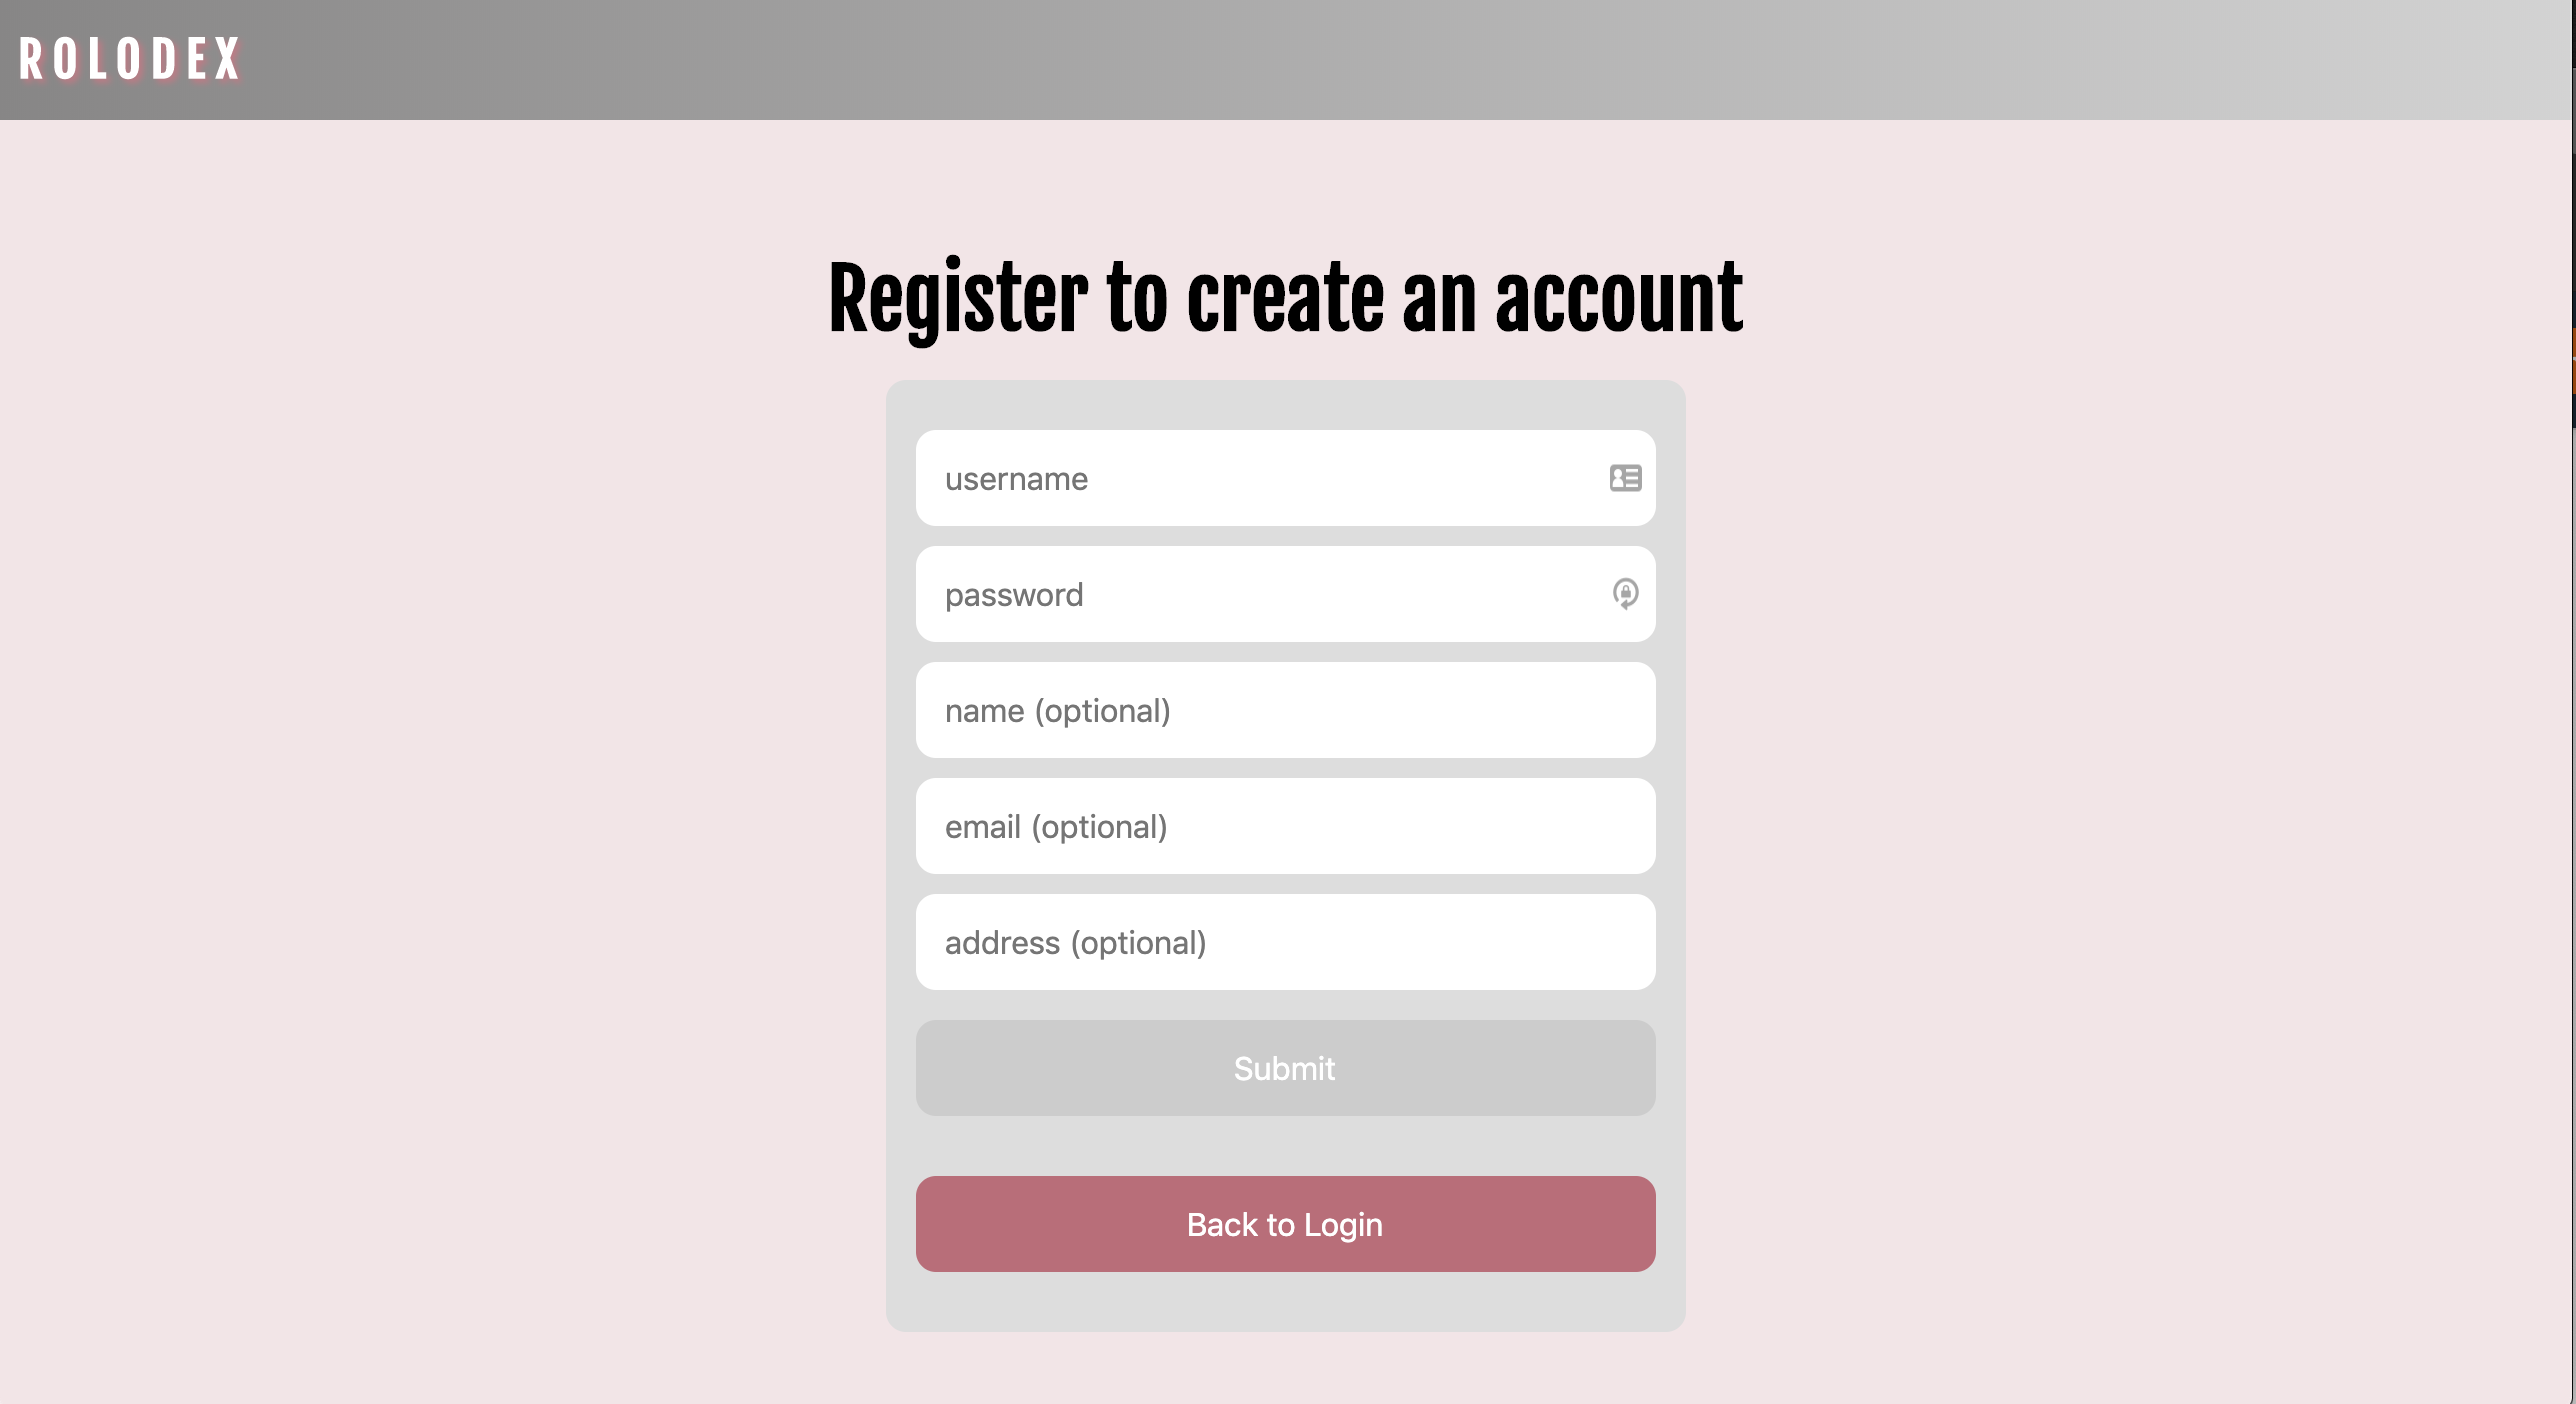 ROLODEX
Register to create an account
username
password
name (optional)
email (optional)
address (optional)
Submit
Back to Login